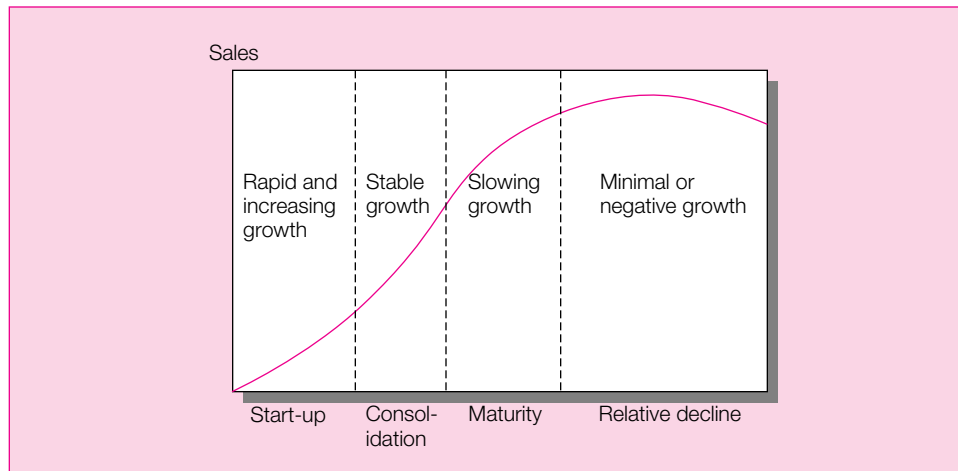 Sales
Rapid and
increasing
growth
Stable
growth
Slowing
growth
Minimal or
negative growth
Start-up
Consol-
idation
Maturity
Relative decline